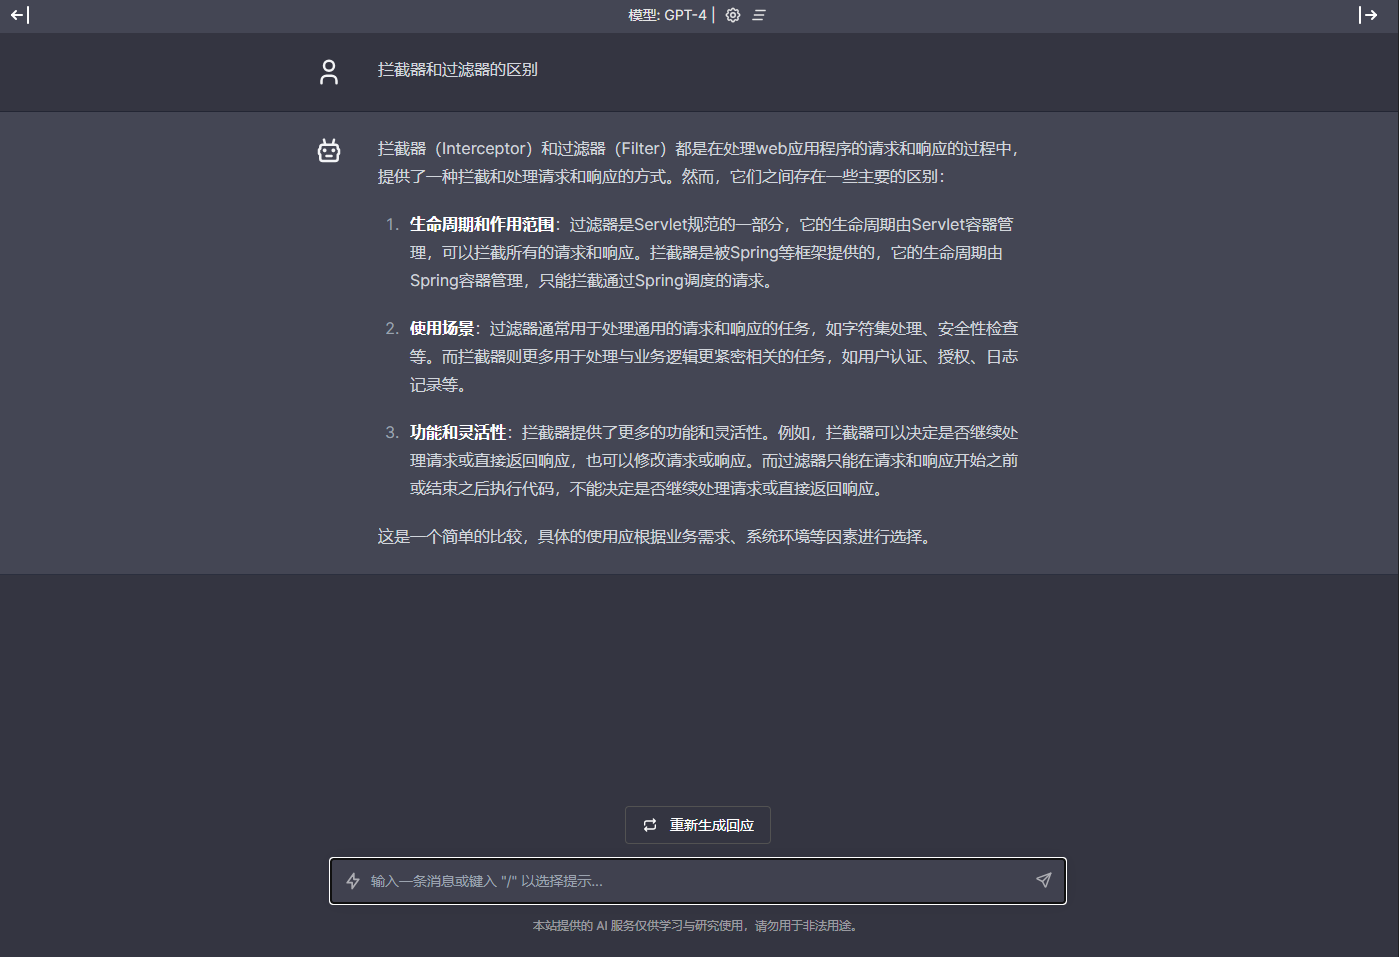 模型: GPT-4
拦截器和过滤器的区别
拦截器（Interceptor）和过滤器（Filter）都是在处理web应用程序的请求和响应的过程中，
提供了一种拦截和处理请求和响应的方式。然而，它们之间存在一些主要的区别：
1. 生命周期和作用范围：过滤器是Servlet规范的一部分，它的生命周期由Servlet容器管
理，可以拦截所有的请求和响应。拦截器是被Spring等框架提供的，它的生命周期由
Spring容器管理，只能拦截通过Spring调度的请求。
2. 使用场景：过滤器通常用于处理通用的请求和响应的任务，如字符集处理、安全性检查
等。而拦截器则更多用于处理与业务逻辑更紧密相关的任务，如用户认证、授权、日志
记录等。
3. 功能和灵活性：拦截器提供了更多的功能和灵活性。例如，拦截器可以决定是否继续处
理请求或直接返回响应，也可以修改请求或响应。而过滤器只能在请求和响应开始之前
或结束之后执行代码，不能决定是否继续处理请求或直接返回响应。
这是一个简单的比较，具体的使用应根据业务需求、系统环境等因素进行选择。
重新生成回应
输入一条消息或键入 "/" 以选择提示...
本站提供的 AI 服务仅供学习与研究使用，请勿用于非法用途。